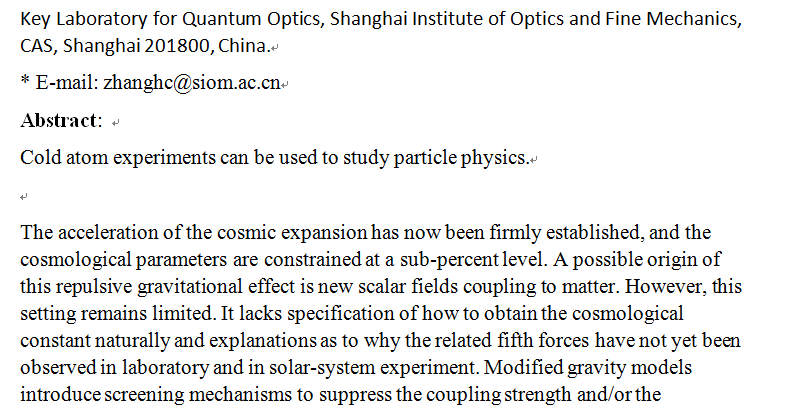 Key Laboratory for Quantum Optics, Shanghai Institute of Optics and Fine Mechanics,
CAS, Shanghai 201800, China.
* E-mail: zhanghc@siom.ac.cn
Abstract:
Cold atom experiments can be used to study particle physics.
The acceleration of the cosmic expansion has now been firmly established, and the
cosmological parameters are constrained at a sub-percent level. A possible origin of
this repulsive gravitational effect is new scalar fields coupling to matter. However, this
setting remains limited. It lacks specification of how to obtain the cosmological
constant naturally and explanations as to why the related fifth forces have not yet been
observed in laboratory and in solar-system experiment. Modified gravity models
introduce screening mechanisms to suppress the coupling strength and/or the